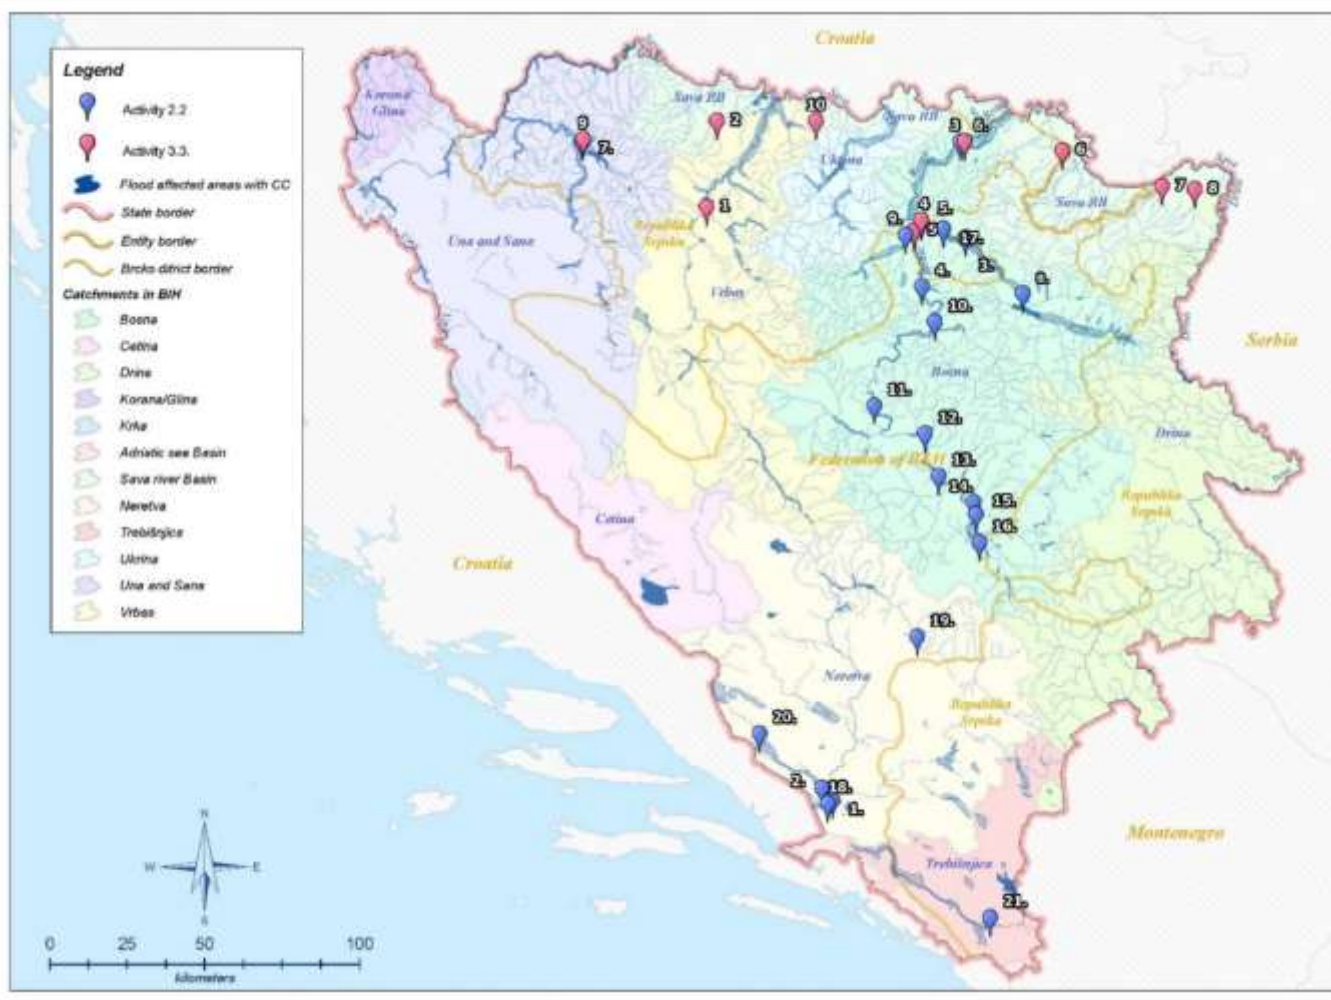 Legend
Activity 2.2
Activity 3.3.
Flood affected areas with CC
State border
Entity border
Brcko ditrict border
Catchments in BIH
Bosna
Cetina
Drina
Korana/Glina
Krka
Adriatic sea Basin
Sava river Basin
Neretva
Trebišnjica
Ukrina
Una and Sana
Vrbas
Croatia
Korana
Glina
Sava RB
2
10
Sava RB
3
6.
9
7.
Ukrina
6
7
8
Sava RB
1
Republika
Srpska
Una and Sana
9.
4
5.
5
17.
3.
4.
8.
Vrbas
10.
Serbia
Bosna
11.
12.
Drina
Federation of BIH
13.
14.
15.
16.
Republika
Srpska
Cetina
Croatia
19.
Neretva
Republika
Srpska
20.
2.
18.
1.
Montenegro
Trebišnjica
21.
N
W
E
S
0
25
50
100
kilometers